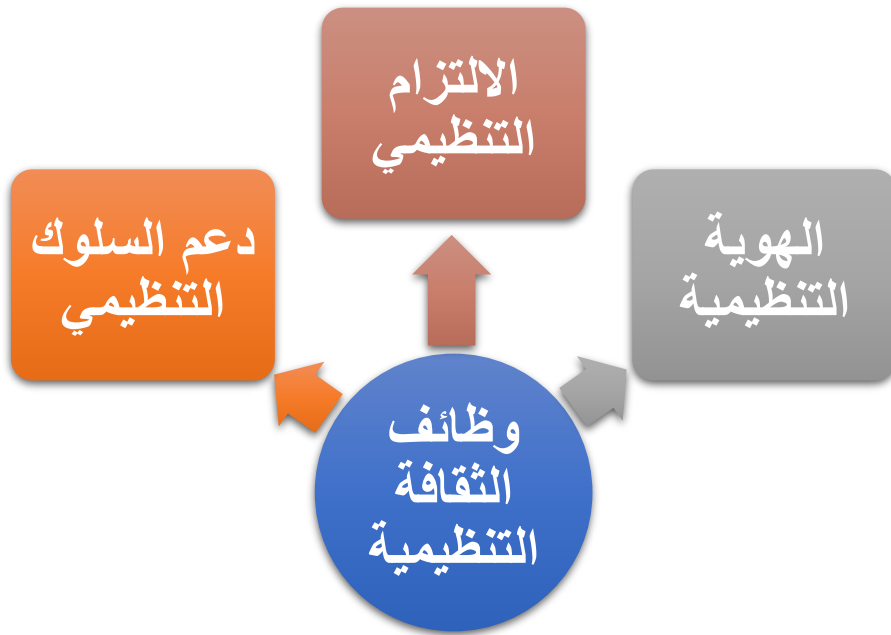 الالتزام
التنظيمي
الهوية
التنظيمية
دعم السلوك
التنظيمي
وظائف
الثقافة
التنظيمية